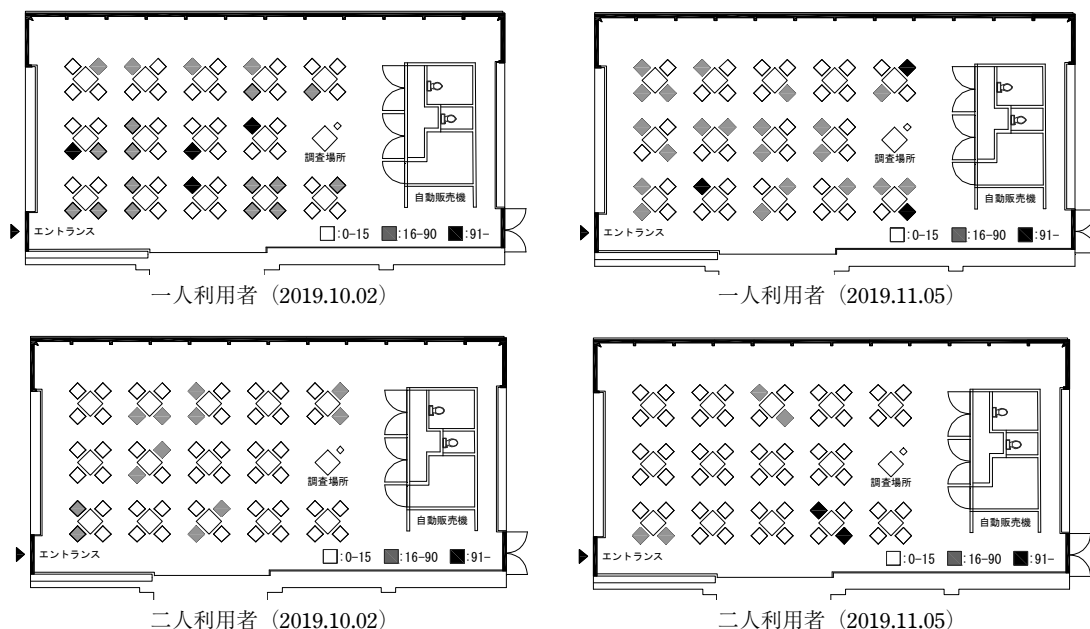 調査場所
自動販売機
エントランス
□:0-15 ■:16-90 ■:91-
一人利用者（2019.10.02）
調査場所
自動販売機
エントランス
□:0-15 ■:16-90 ■:91-
一人利用者（2019.11.05）
調査場所
自動販売機
エントランス
□:0-15 ■:16-90 ■:91-
二人利用者（2019.10.02）
調査場所
自動販売機
エントランス
□:0-15 ■:16-90 ■:91-
二人利用者（2019.11.05）